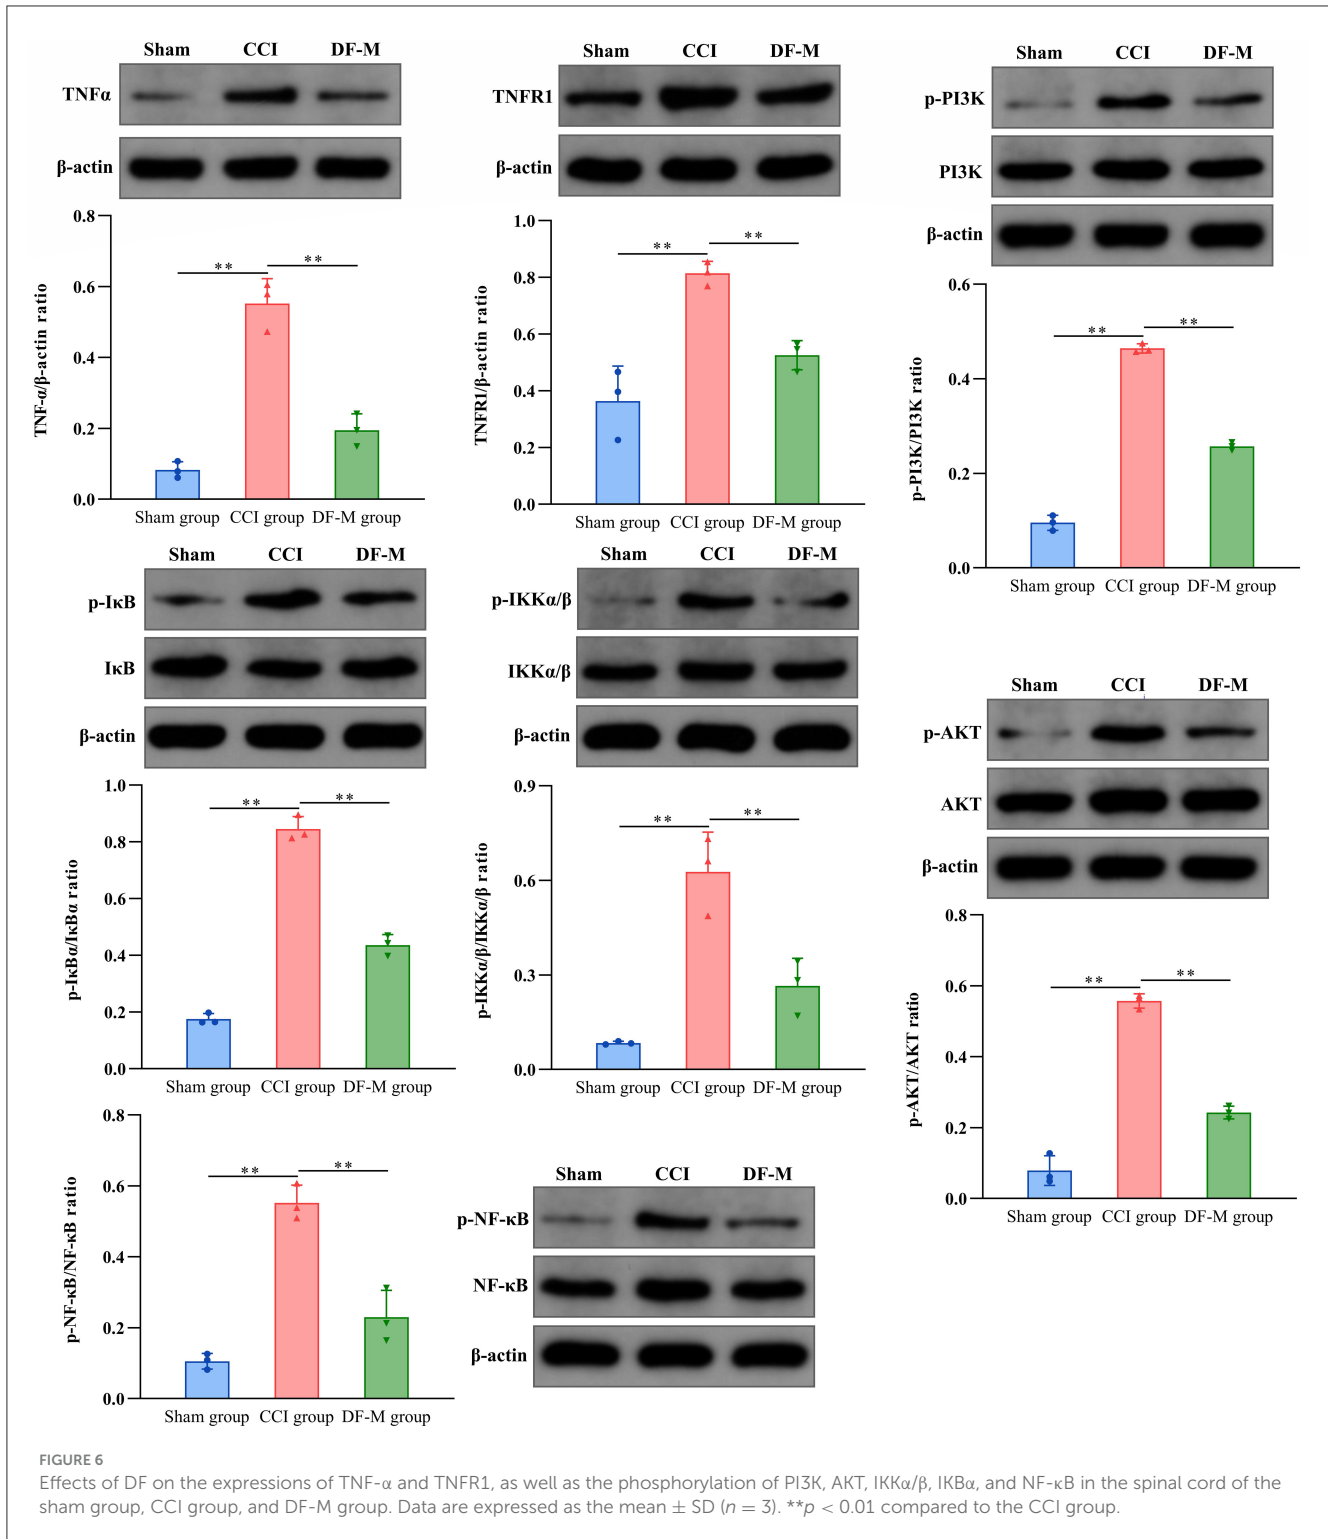 Sham CCI DF-M
TNFα
β-actin
0.8
0.6
0.4
0.2
0.0
TNF-α/β-actin ratio
** **
Sham group CCI group DF-M group
Sham CCI DF-M
TNFR1
β-actin
1.0
0.8
0.6
0.4
0.2
0.0
TNFR1/β-actin ratio
** **
Sham group CCI group DF-M group
Sham CCI DF-M
p-PI3K
PI3K
β-actin
0.6
0.4
0.2
0.0
p-PI3K/PI3K ratio
** **
Sham group CCI group DF-M group
Sham CCI DF-M
p-IκB
IκB
β-actin
1.0
0.8
0.6
0.4
0.2
0.0
p-IκBα/IκBα ratio
** **
Sham group CCI group DF-M group
Sham CCI DF-M
p-IKKα/β
IKKα/β
β-actin
0.9
0.6
0.3
0.0
p-IKKα/β/IKKα/β ratio
** **
Sham group CCI group DF-M group
Sham CCI DF-M
p-AKT
AKT
β-actin
0.8
0.6
0.4
0.2
0.0
p-AKT/AKT ratio
** **
Sham group CCI group DF-M group
0.8
0.6
0.4
0.2
0.0
p-NF-κB/NF-κB ratio
** **
Sham group CCI group DF-M group
Sham CCI DF-M
p-NF-κB
NF-κB
β-actin
FIGURE 6
Effects of DF on the expressions of TNF-α and TNFR1, as well as the phosphorylation of PI3K, AKT, IKKα/β, IKBα, and NF-κB in the spinal cord of the
sham group, CCI group, and DF-M group. Data are expressed as the mean ± SD (n = 3). **p < 0.01 compared to the CCI group.